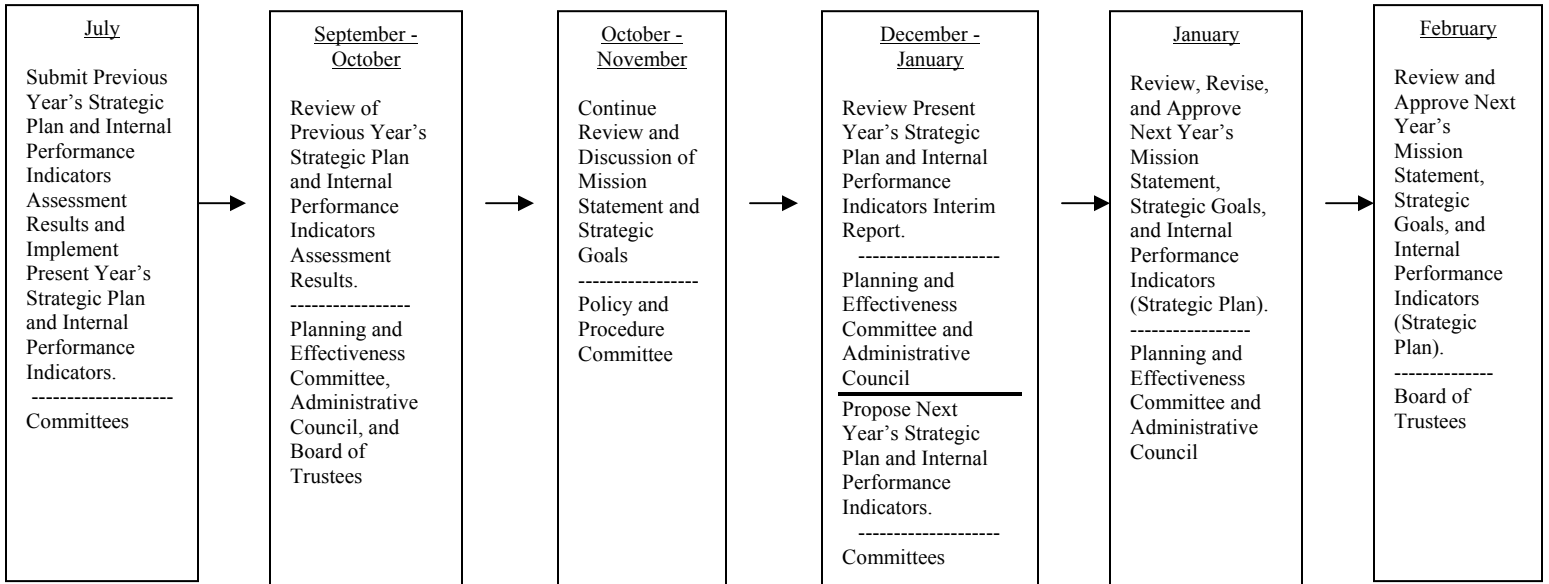 July
Submit Previous
Year's Strategic
Plan and Internal
Performance
Indicators
Assessment
Results and
Implement
Present Year's
Strategic Plan
and Internal
Performance
Indicators.
--------------------
Committees
September -
October
Review of
Previous Year's
Strategic Plan
and Internal
Performance
Indicators
Assessment
Results.
-----------------
Planning and
Effectiveness
Committee,
Administrative
Council, and
Board of
Trustees
October -
November
Continue
Review and
Discussion of
Mission
Statement and
Strategic
Goals
-----------------
Policy and
Procedure
Committee
December -
January
Review Present
Year's Strategic
Plan and Internal
Performance
Indicators Interim
Report.
--------------------
Planning and
Effectiveness
Committee and
Administrative
Council
Propose Next
Year's Strategic
Plan and Internal
Performance
Indicators.
--------------------
Committees
January
Review, Revise,
and Approve
Next Year's
Mission
Statement,
Strategic Goals,
and Internal
Performance
Indicators
(Strategic Plan).
-----------------
Planning and
Effectiveness
Committee and
Administrative
Council
February
Review and
Approve Next
Year's
Mission
Statement,
Strategic
Goals, and
Internal
Performance
Indicators
(Strategic
Plan).
--------------
Board of
Trustees